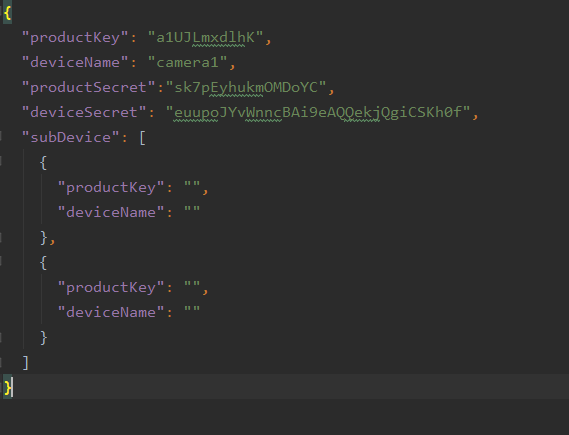 {
"productKey": "a1UJLmxdlhK",
"deviceName": "camera1",
"productSecret":"sk7pEyhukmOMDoYC",
"deviceSecret": "euupoJYvWnncBAi9eAQQekjQgiCSKh0f",
"subDevice": [
{
"productKey": "",
"deviceName": ""
},
{
"productKey": "",
"deviceName": ""
}
]
}